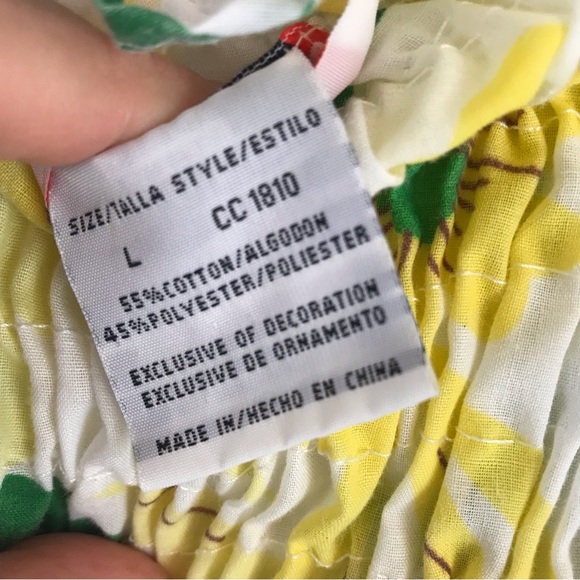 SIZE/TALLA STYLE/ESTILO
L CC 1810
55%COTTON/ALGODON
45%POLYESTER/POLIESTER
EXCLUSIVE OF DECORATION
EXCLUSIVE DE ORNAMENTO
MADE IN/HECHO EN CHINA